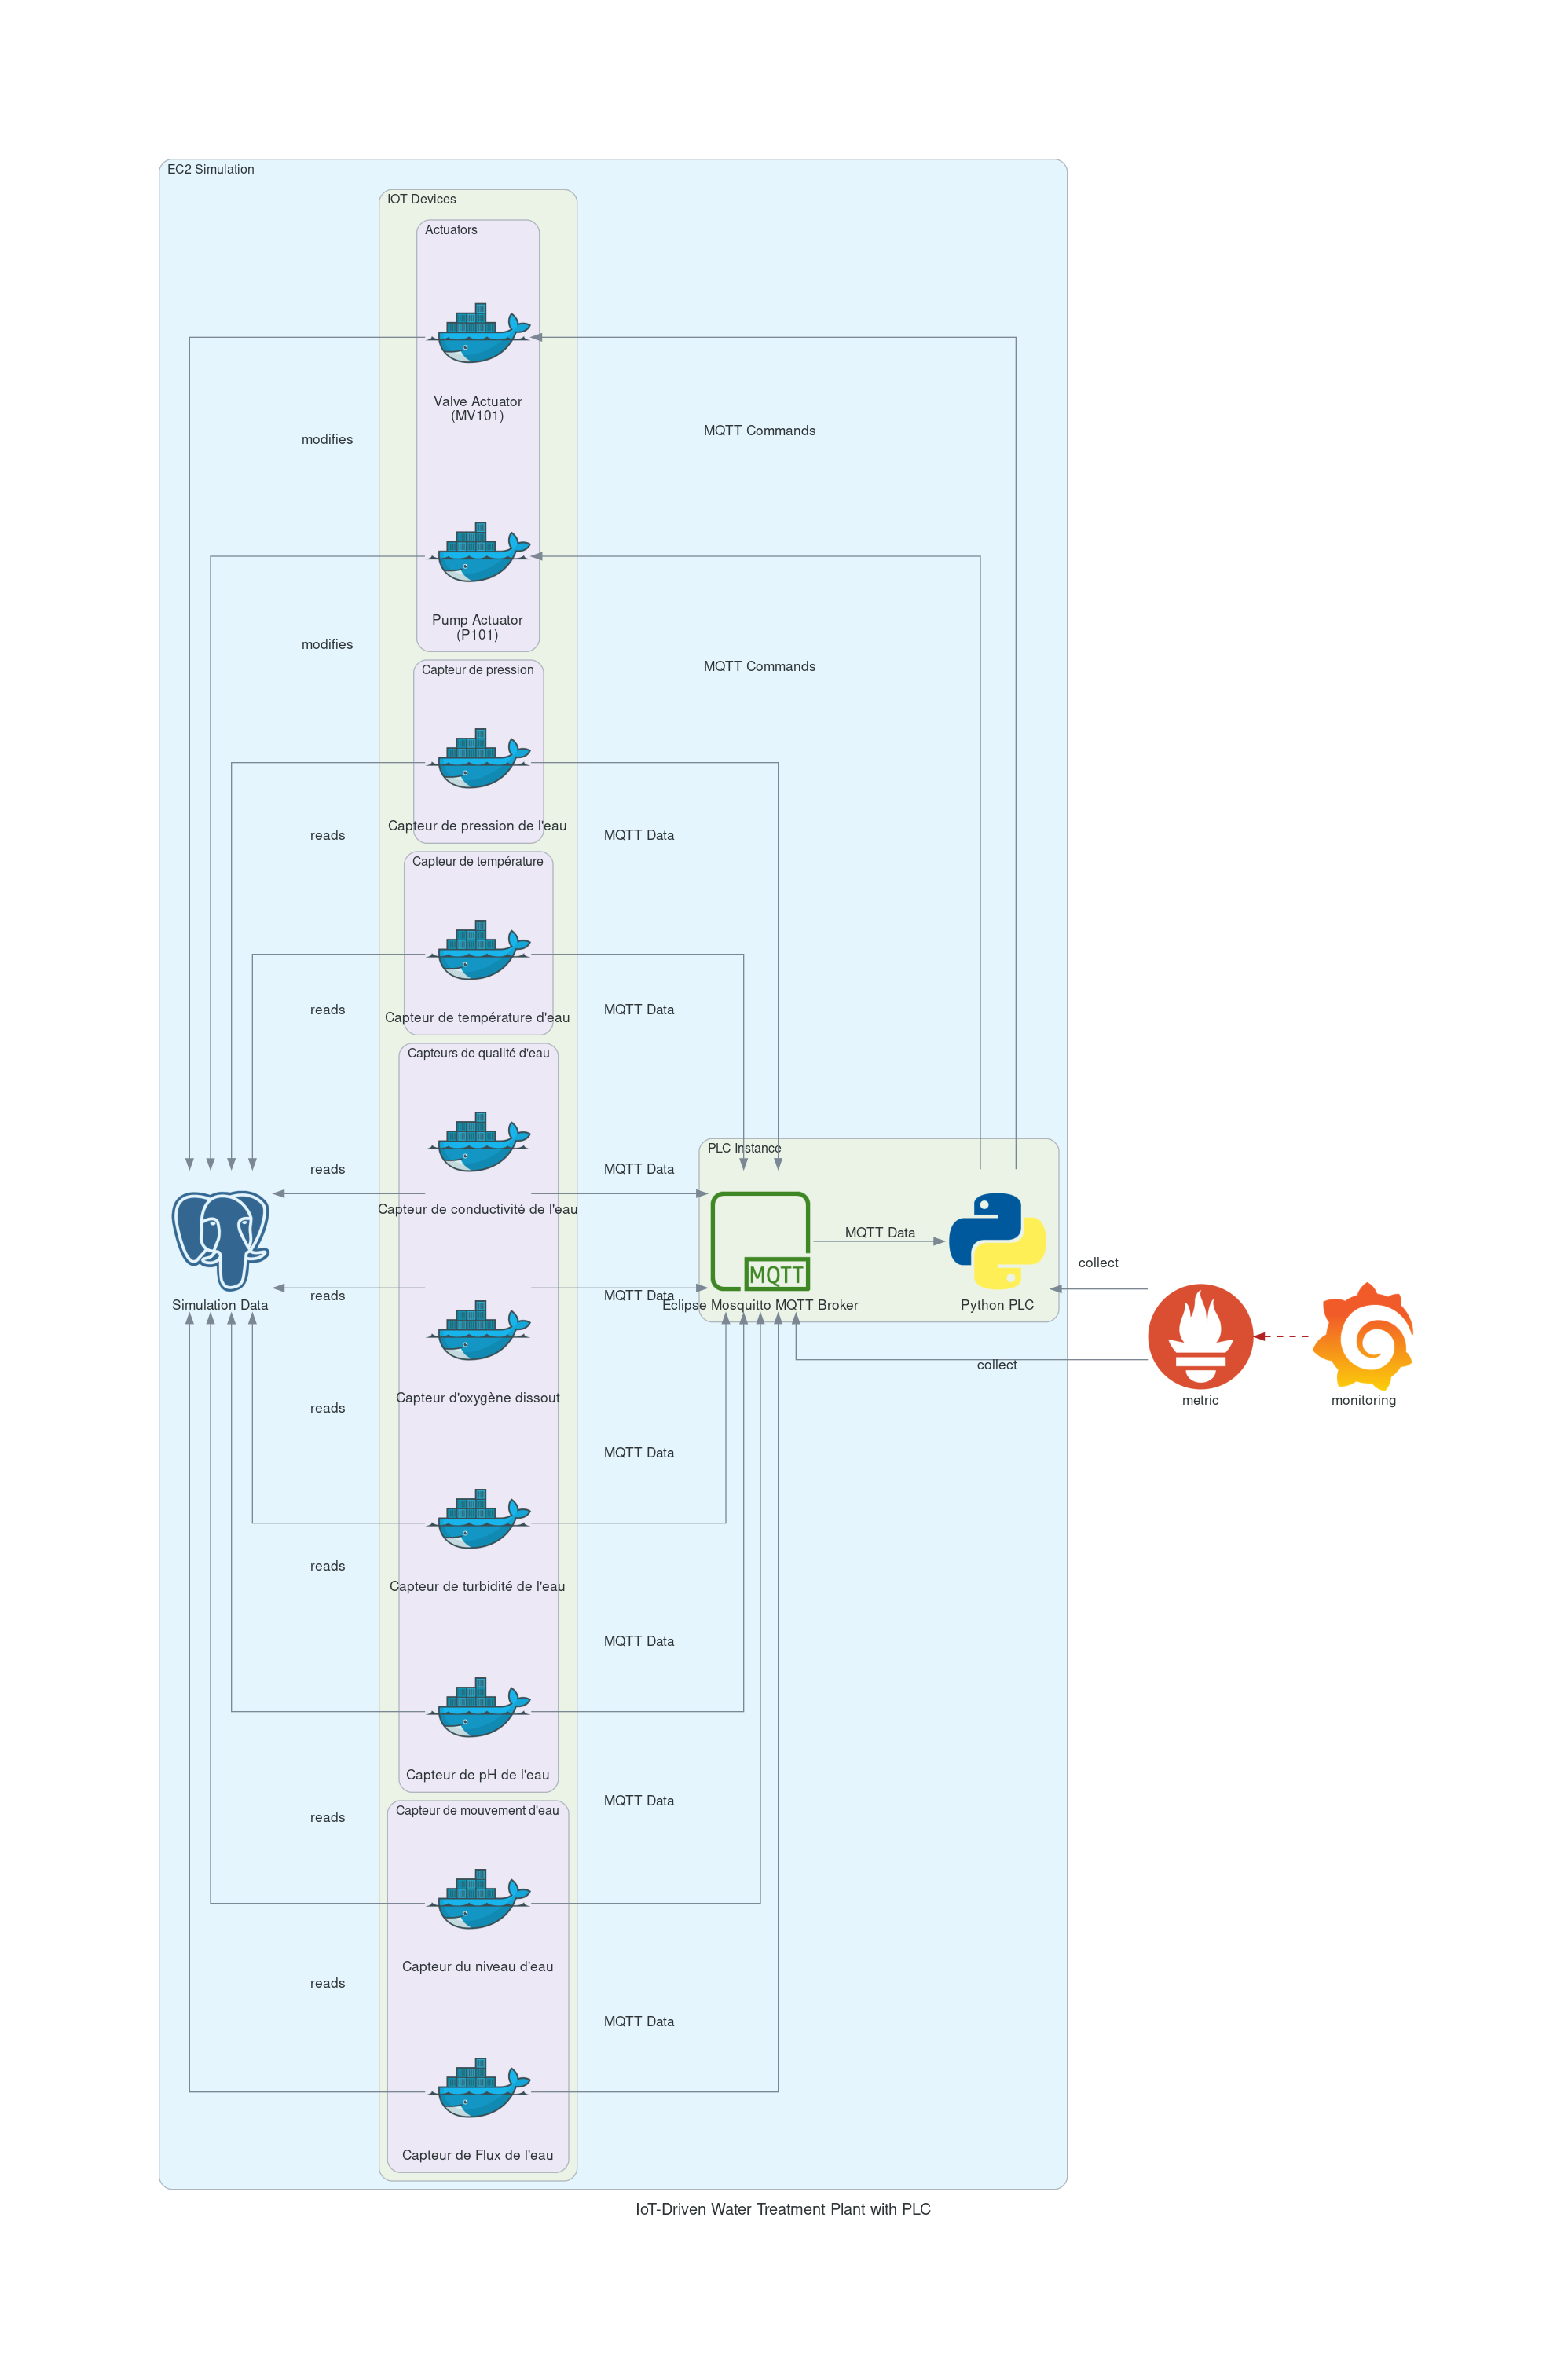 EC2 Simulation
IOT Devices
Actuators
Valve Actuator
(MV101)
modifies
MQTT Commands
Pump Actuator
(P101)
modifies
MQTT Commands
Capteur de pression
Capteur de pression de l'eau
reads
MQTT Data
Capteur de température
Capteur de température d'eau
reads
MQTT Data
Capteurs de qualité d'eau
reads
MQTT Data
PLC Instance
Capteur de conductivité de l'eau
MQTT Data
MQTT
collect
reads
MQTT Data
Simulation Data
Eclipse Mosquitto MQTT Broker
Python PLC
collect
Capteur d'oxygène dissout
reads
metric
monitoring
MQTT Data
reads
Capteur de turbidité de l'eau
MQTT Data
Capteur de pH de l'eau
MQTT Data
Capteur de mouvement d'eau
reads
Capteur du niveau d'eau
reads
MQTT Data
Capteur de Flux de l'eau
IoT-Driven Water Treatment Plant with PLC